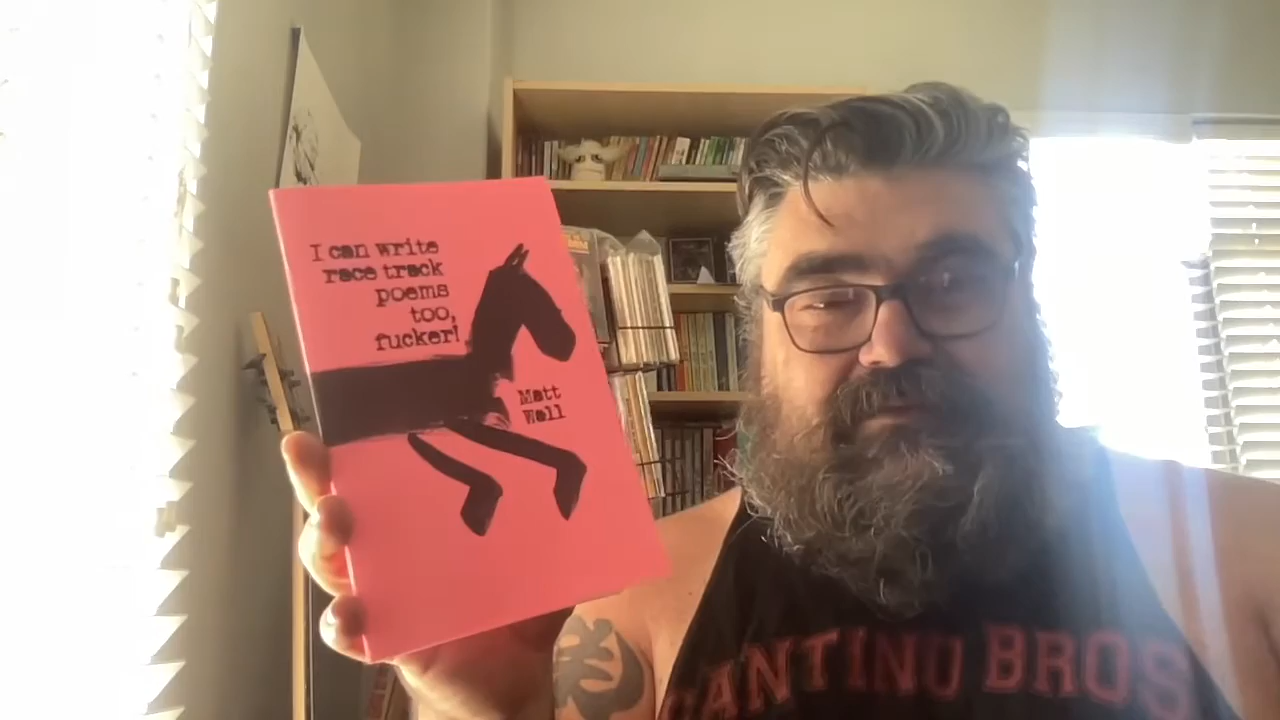 I can write
race track
poems
too,
fucker!
Matt
Wall
ANTINO BROS